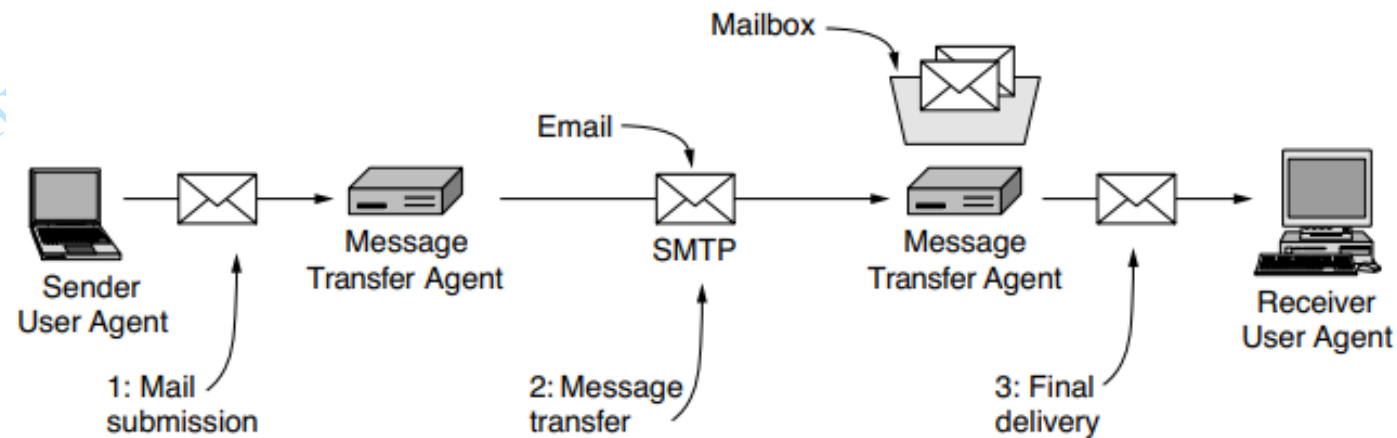 Mailbox
Email
SMTP
Message
Transfer Agent
Message
Transfer Agent
Sender
User Agent
Receiver
User Agent
1: Mail
submission
2: Message
transfer
3: Final
delivery